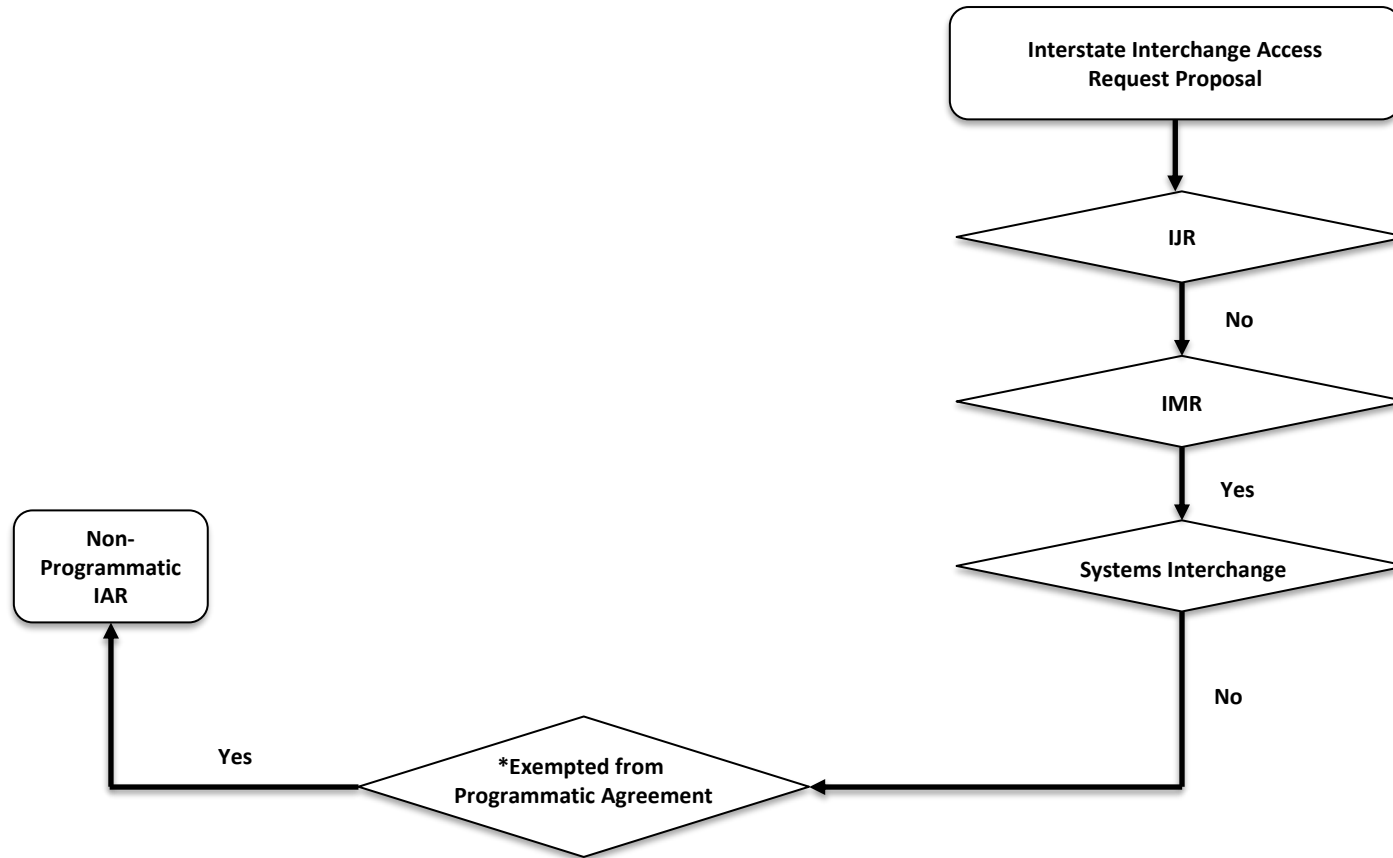 Interstate Interchange Access
Request Proposal
IJR
No
IMR
Yes
Systems Interchange
No
*Exempted from
Programmatic Agreement
Yes
Non-
Programmatic
IAR